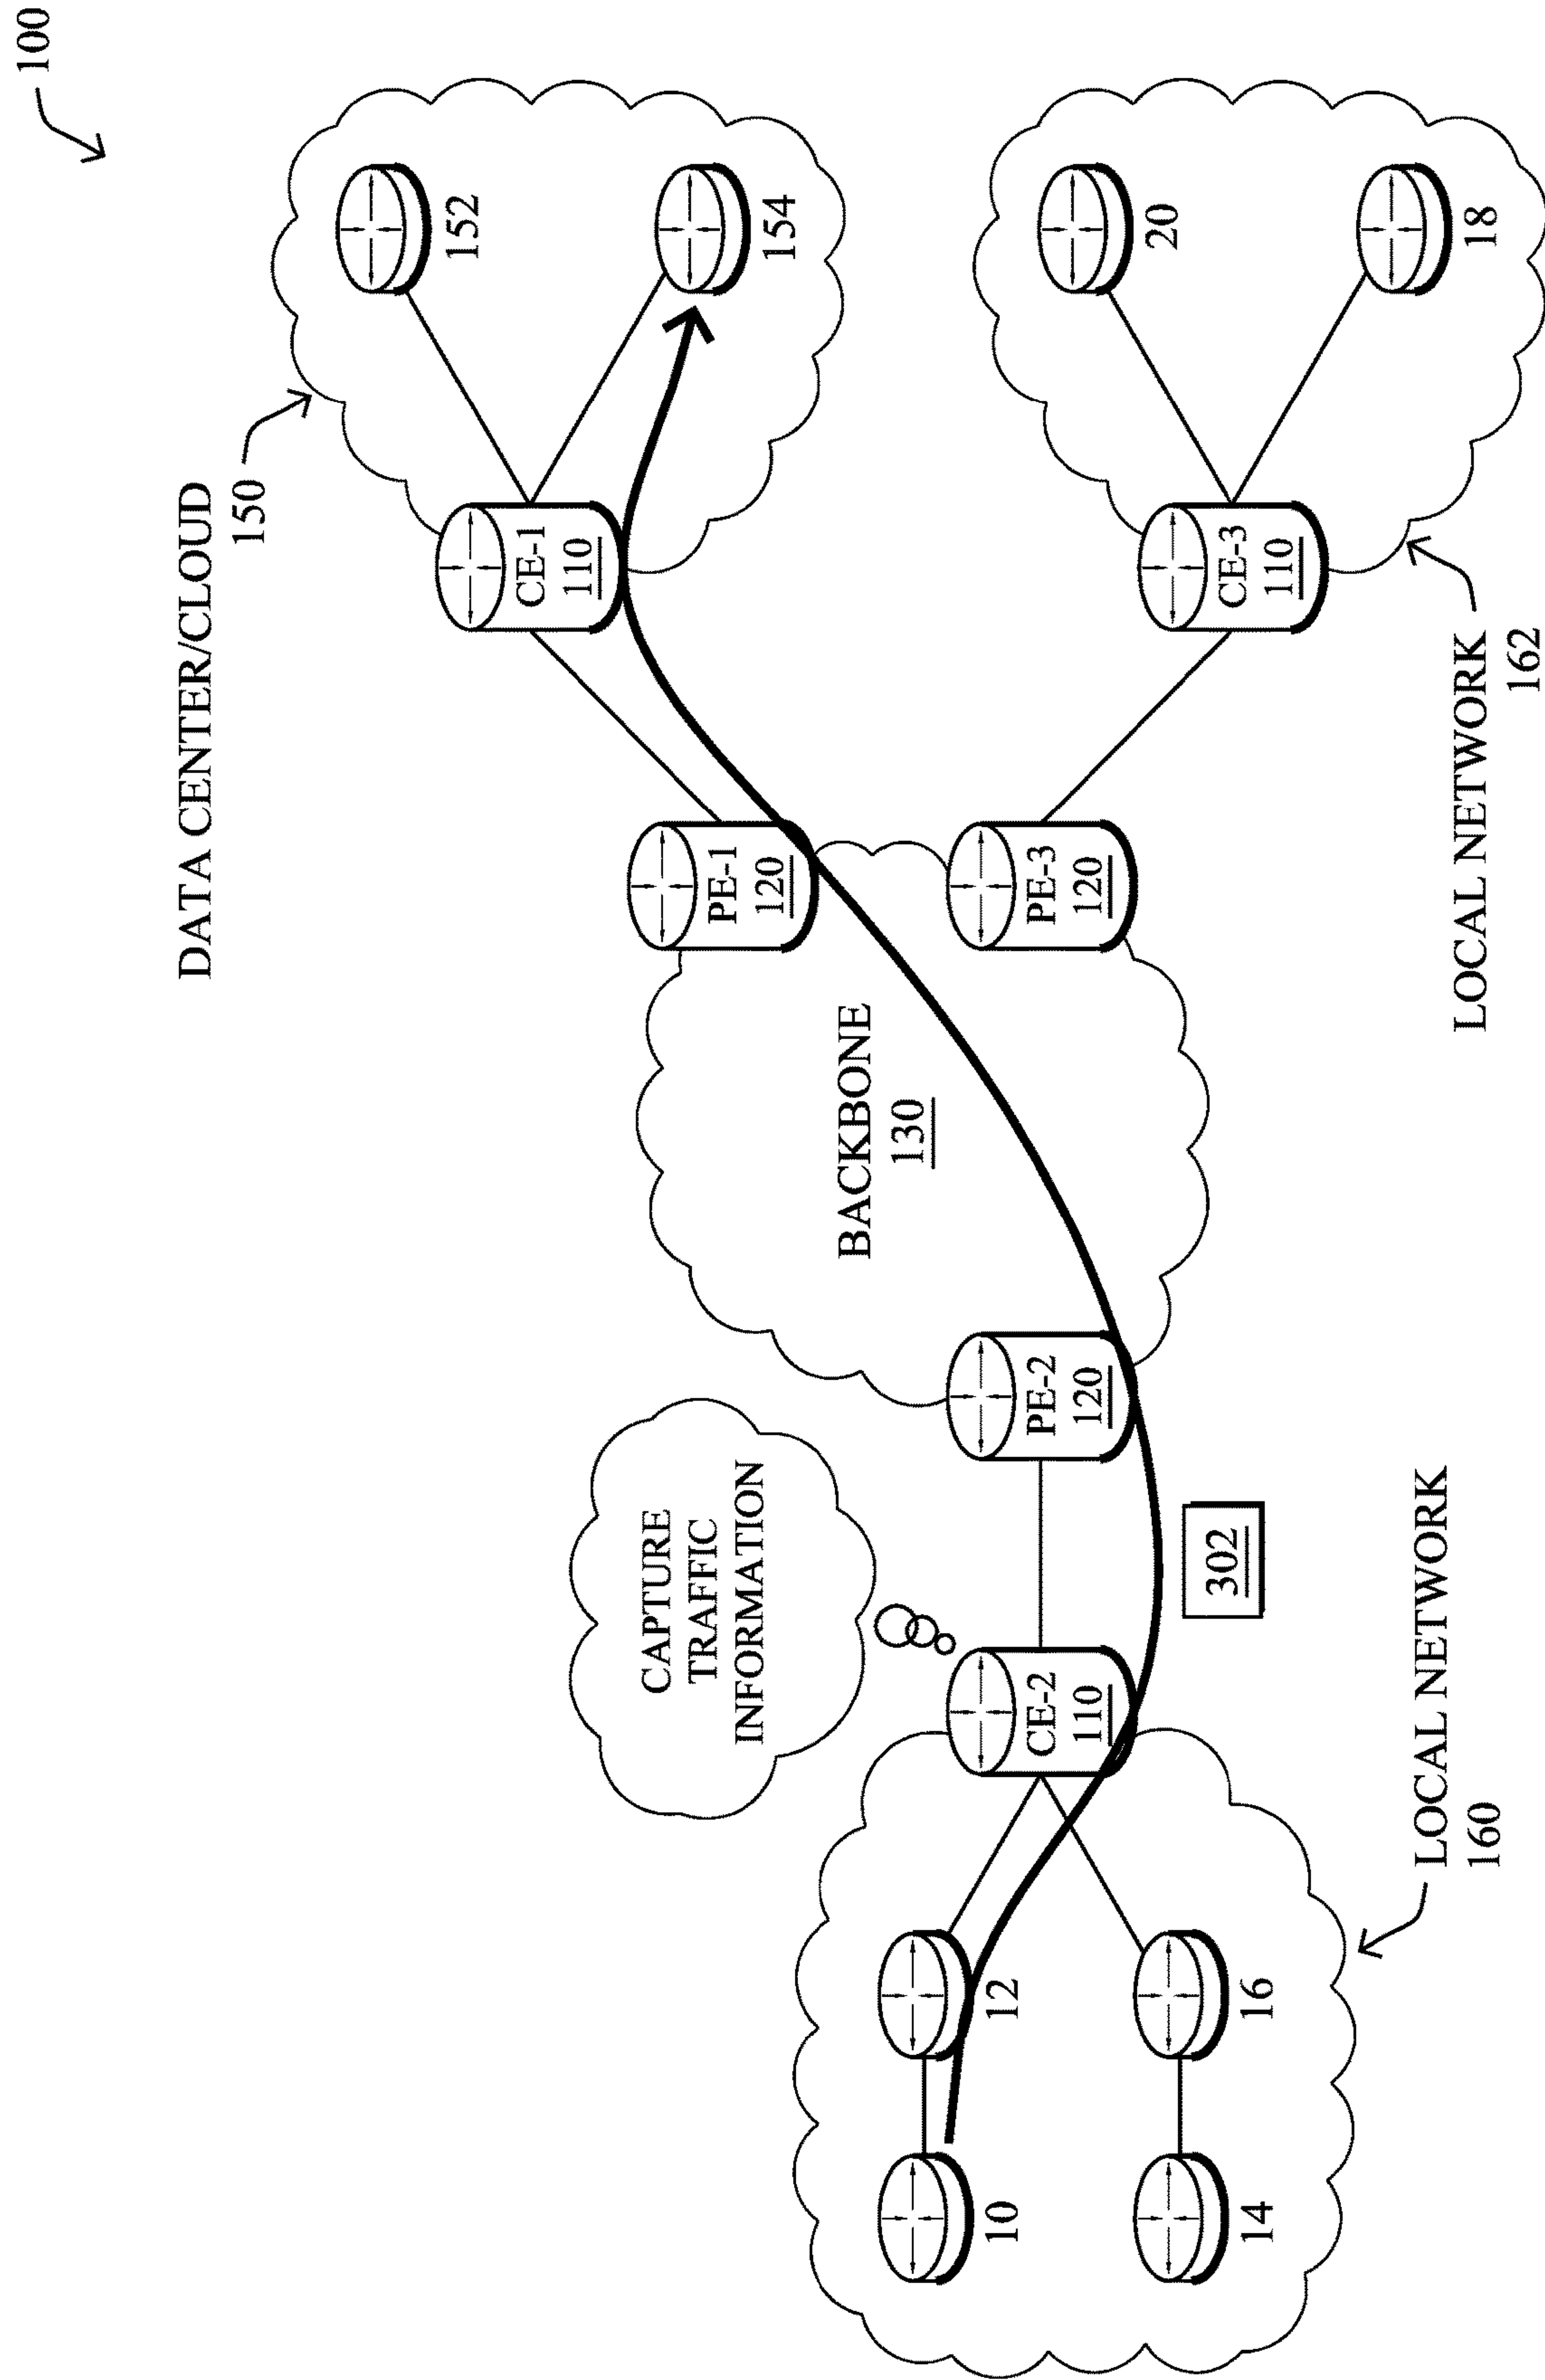 100
DATA CENTER/CLOUD
150
152
154
CE-1
110
PE-1
120
BACKBONE
130
CAPTURE
TRAFFIC
INFORMATION
PE-2
120
PE-3
120
CE-3
110
20
18
LOCAL NETWORK
162
CE-2
110
302
10
12
14
16
LOCAL NETWORK
160